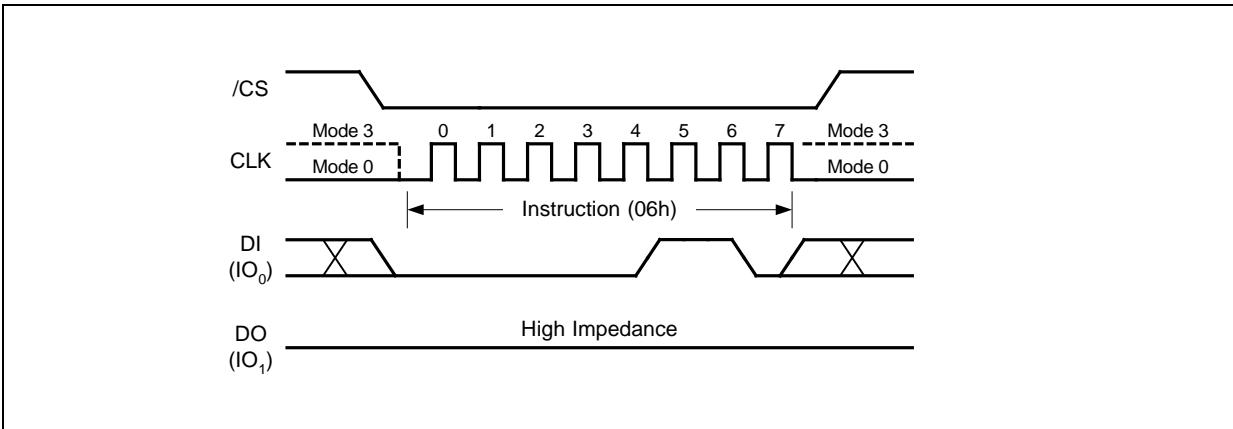 /CS
Mode 3 0 1 2 3 4 5 6 7 Mode 3
CLK
Mode 0 Mode 0
Instruction (06h)
DI
(IO₀)
High Impedance
DO
(IO₁)